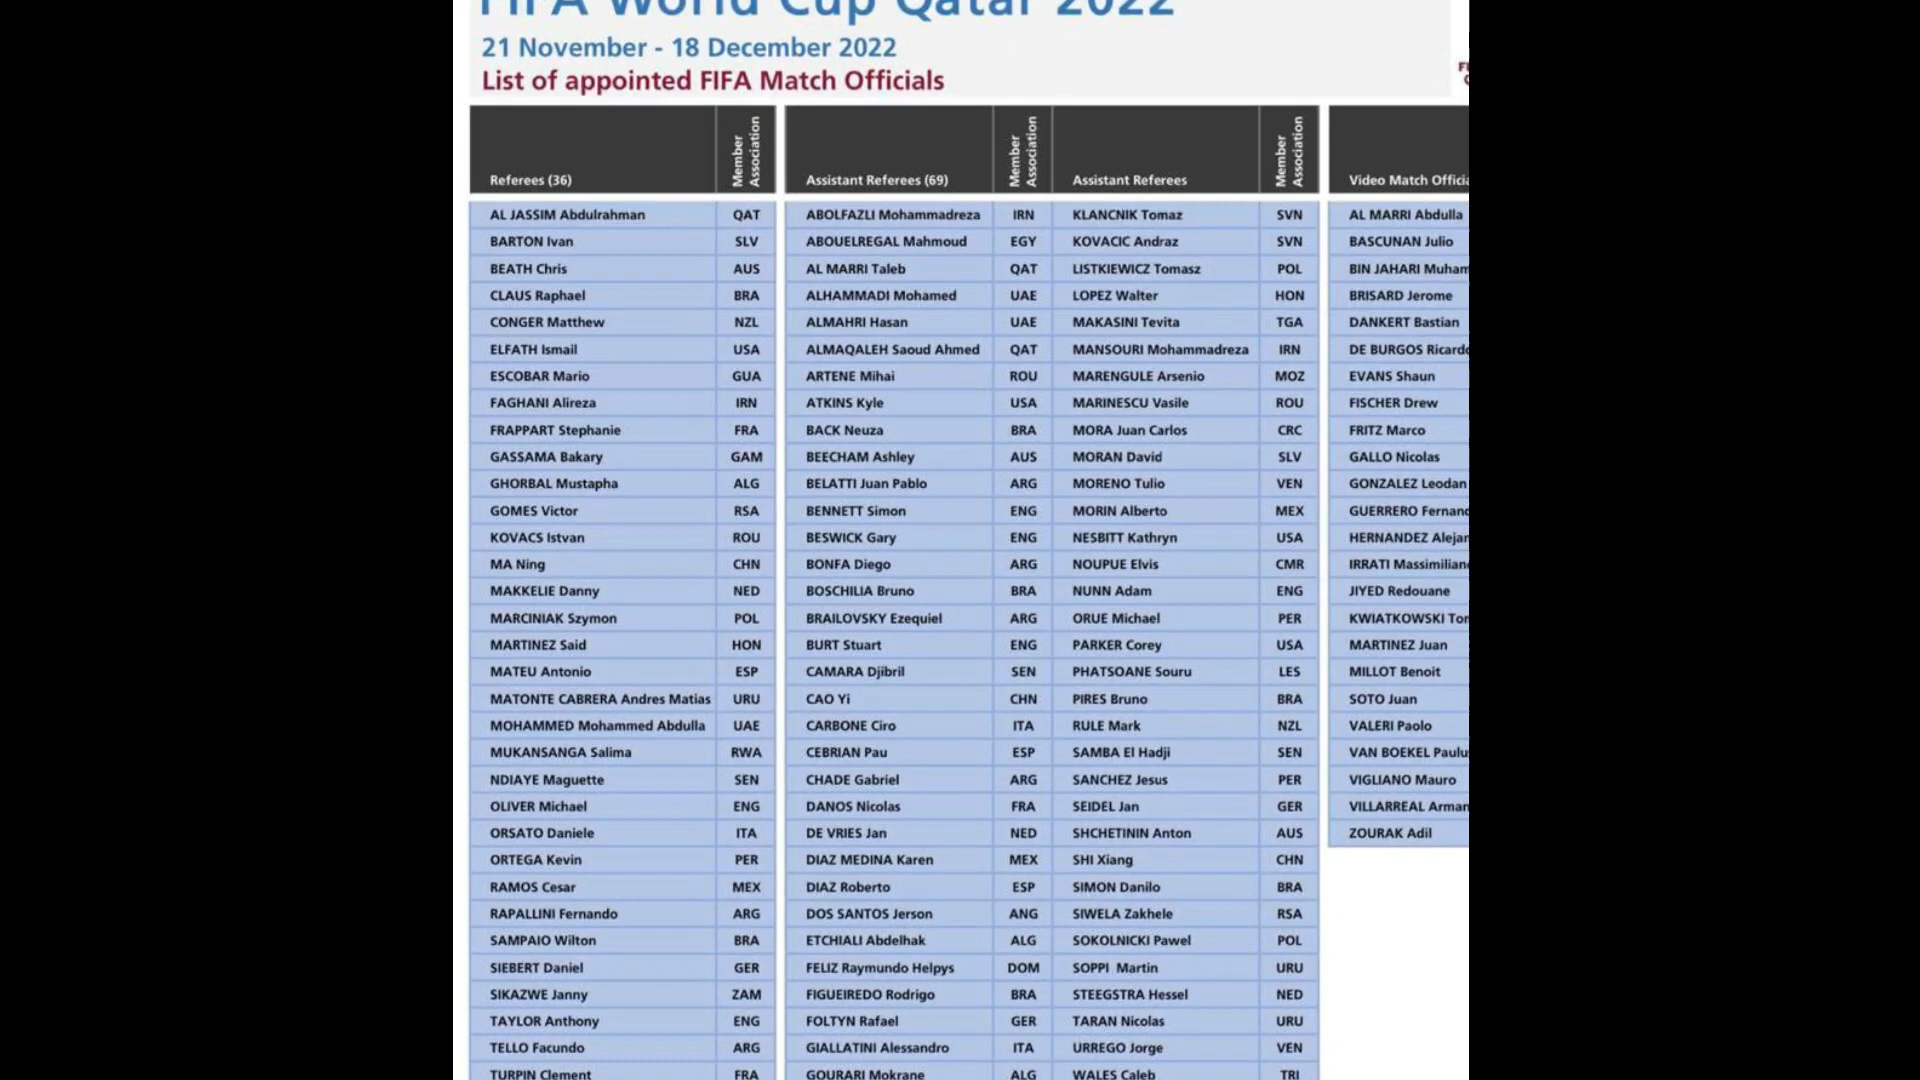 FIFA World Cup Qatar 2022
21 November - 18 December 2022
List of appointed FIFA Match Officials
Referees (36) Member Association Assistant Referees (69) Member Association Assistant Referees Member Association Video Match Officia
AL JASSIM Abdulrahman QAT ABOLFAZLI Mohammadreza IRN KLANCNIK Tomaz SVN AL MARRI Abdulla
BARTON Ivan SLV ABOUELREGAL Mahmoud EGY KOVACIC Andraz SVN BASCUNAN Julio
BEATH Chris AUS AL MARRI Taleb QAT LISTKIEWICZ Tomasz POL BIN JAHARI Muham
CLAUS Raphael BRA ALHAMMADI Mohamed UAE LOPEZ Walter HON BRISARD Jerome
CONGER Matthew NZL ALMAHRI Hasan UAE MAKASINI Tevita TGA DANKERT Bastian
ELFATH Ismail USA ALMAQALEH Saoud Ahmed QAT MANSOURI Mohammadreza IRN DE BURGOS Ricardo
ESCOBAR Mario GUA ARTENE Mihai ROU MARENGULE Arsenio MOZ EVANS Shaun
FAGHANI Alireza IRN ATKINS Kyle USA MARINESCU Vasile ROU FISCHER Drew
FRAPPART Stephanie FRA BACK Neuza BRA MORA Juan Carlos CRC FRITZ Marco
GASSAMA Bakary GAM BEECHAM Ashley AUS MORAN David SLV GALLO Nicolas
GHORBAL Mustapha ALG BELATTI Juan Pablo ARG MORENO Tulio VEN GONZALEZ Leodan
GOMES Victor RSA BENNETT Simon ENG MORIN Alberto MEX GUERRERO Fernand
KOVACS Istvan ROU BESWICK Gary ENG NESBITT Kathryn USA HERNANDEZ Alejan
MA Ning CHN BONFA Diego ARG NOUPUE Elvis CMR IRRATI Massimilian
MAKKELIE Danny NED BOSCHILIA Bruno BRA NUNN Adam ENG JIYED Redouane
MARCINIAK Szymon POL BRAILOVSKY Ezequiel ARG ORUE Michael PER KWIATKOWSKI Tom
MARTINEZ Said HON BURT Stuart ENG PARKER Corey USA MARTINEZ Juan
MATEU Antonio ESP CAMARA Djibril SEN PHATSOANE Souru LES MILLOT Benoit
MATONTE CABRERA Andres Matias URU CAO Yi CHN PIRES Bruno BRA SOTO Juan
MOHAMMED Mohammed Abdulla UAE CARBONE Ciro ITA RULE Mark NZL VALERI Paolo
MUKANSANGA Salima RWA CEBRIAN Pau ESP SAMBA El Hadji SEN VAN BOEKEL Paulu
NDIAYE Maguette SEN CHADE Gabriel ARG SANCHEZ Jesus PER VIGLIANO Mauro
OLIVER Michael ENG DANOS Nicolas FRA SEIDEL Jan GER VILLARREAL Arman
ORSATO Daniele ITA DE VRIES Jan NED SHCHETININ Anton AUS ZOURAK Adil
ORTEGA Kevin PER DIAZ MEDINA Karen MEX SHI Xiang CHN
RAMOS Cesar MEX DIAZ Roberto ESP SIMON Danilo BRA
RAPALLINI Fernando ARG DOS SANTOS Jerson ANG SIWELA Zakhele RSA
SAMPAIO Wilton BRA ETCHIALI Abdelhak ALG SOKOLNICKI Pawel POL
SIEBERT Daniel GER FELIZ Raymundo Helpys DOM SOPPI Martin URU
SIKAZWE Janny ZAM FIGUEIREDO Rodrigo BRA STEEGSTRA Hessel NED
TAYLOR Anthony ENG FOLTYN Rafael GER TARAN Nicolas URU
TELLO Facundo ARG GIALLATINI Alessandro ITA URREGO Jorge VEN
TURPIN Clement FRA GOURARI Mokrane ALG WALES Caleb TRI